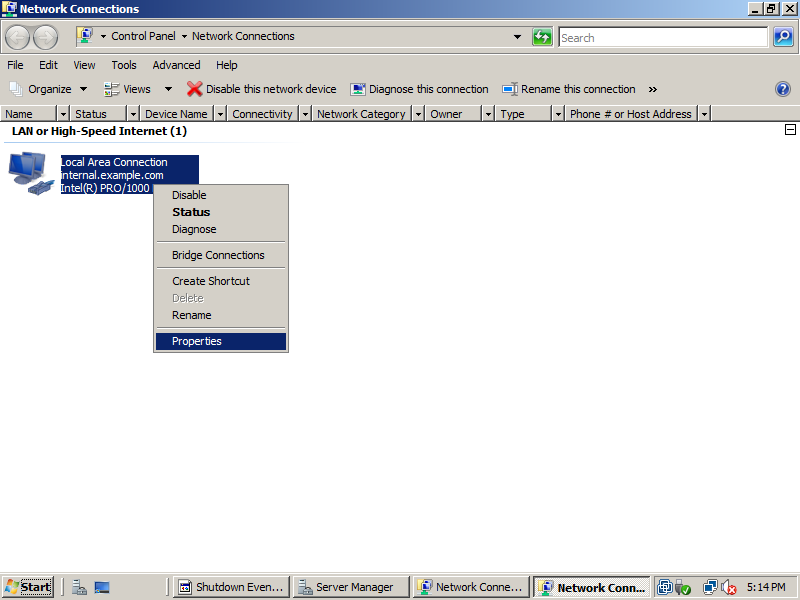 Network Connections
Control Panel Network Connections
Search
File Edit View Tools Advanced Help
Organize Views Disable this network device Diagnose this connection Rename this connection »
Name Status Device Name Connectivity Network Category Owner Type Phone # or Host Address
LAN or High-Speed Internet (1)
Local Area Connection
internal.example.com
Intel(R) PRO/1000
Disable
Status
Diagnose
Bridge Connections
Create Shortcut
Delete
Rename
Properties
Start Shutdown Even... Server Manager Network Conne... Network Conn... 5:14 PM